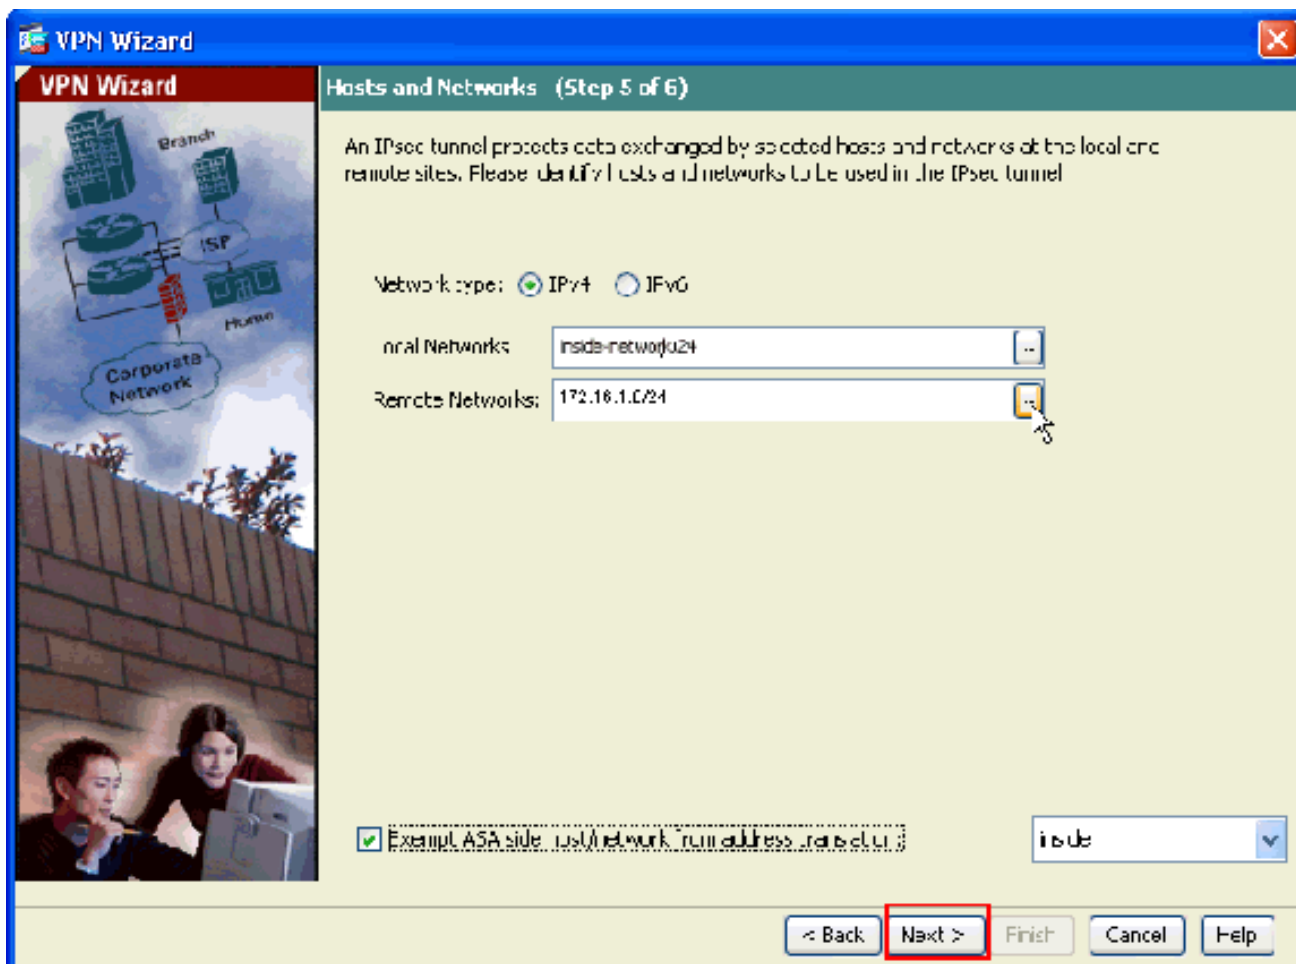 VPN Wizard
VPN Wizard
Branch
ISP
Home
Corporate
Network
Hosts and Networks (Step 5 of 6)
An IPsec tunnel protects data exchanged by selected hosts and networks at the local and
remote sites. Please identify hosts and networks to be used in the IPsec tunnel
Network type: IPv4 IPv6
Local Networks
inside-network/24
...
Remote Networks:
172.16.1.0/24
...
Exempt ASA side host/network from address translation
inside
< Back
Next >
Finish
Cancel
Help